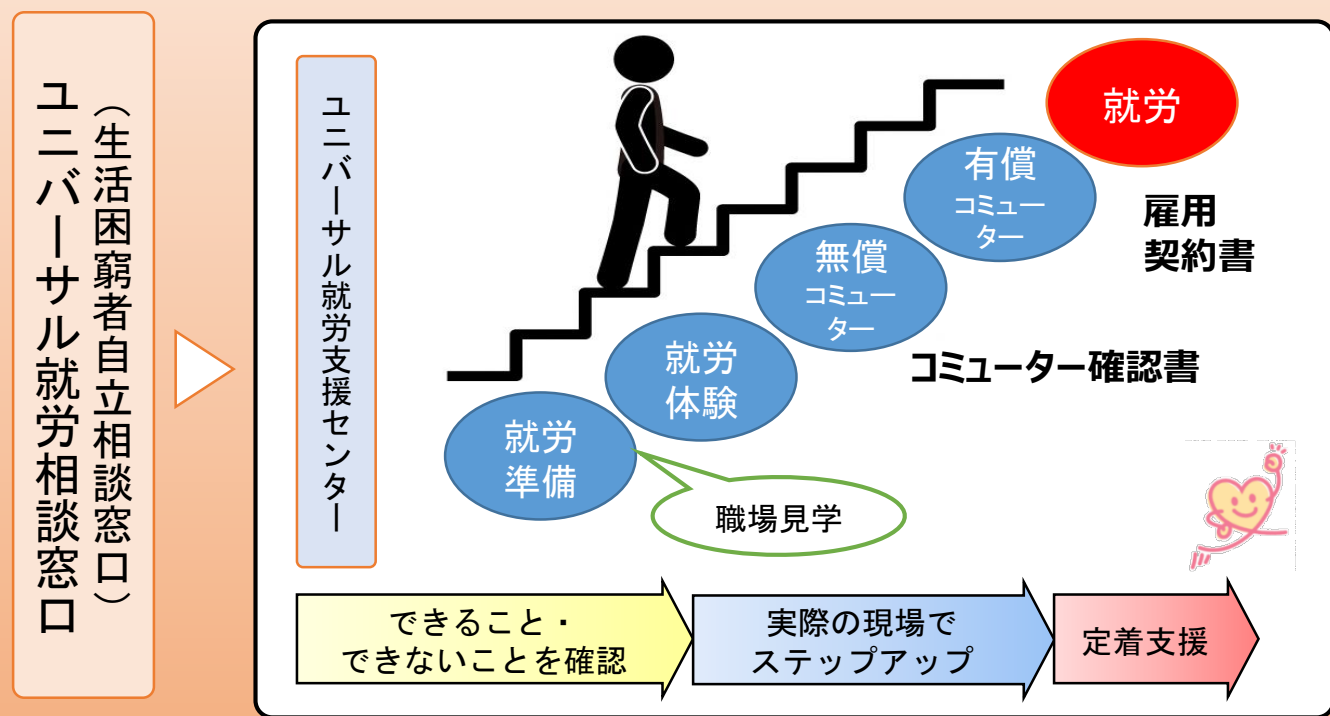 ユニバーサル就労相談窓口
（生活困窮者自立相談窓口）
ユニバーサル就労支援センター
就労
準備
職場見学
就労
体験
無償
コミュー
ター
コミューター確認書
有償
コミュー
ター
雇用
契約書
就労
できること・
できないことを確認
実際の現場で
ステップアップ
定着支援